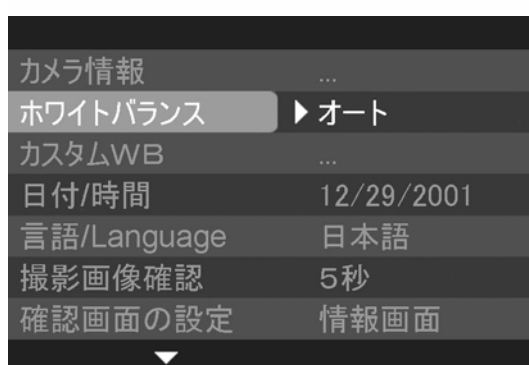 カメラ情報 ...
ホワイトバランス オート
カスタムWB ...
日付/時間 12/29/2001
言語/Language 日本語
撮影画像確認 5秒
確認画面の設定 情報画面